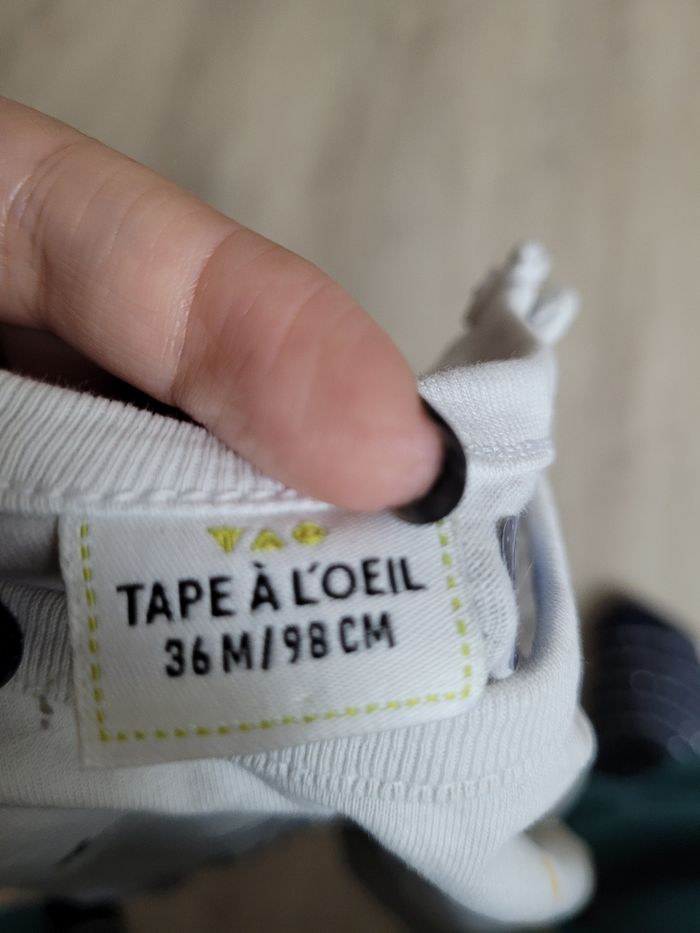 TAO
TAPE À L'OEIL
36 M/98 CM